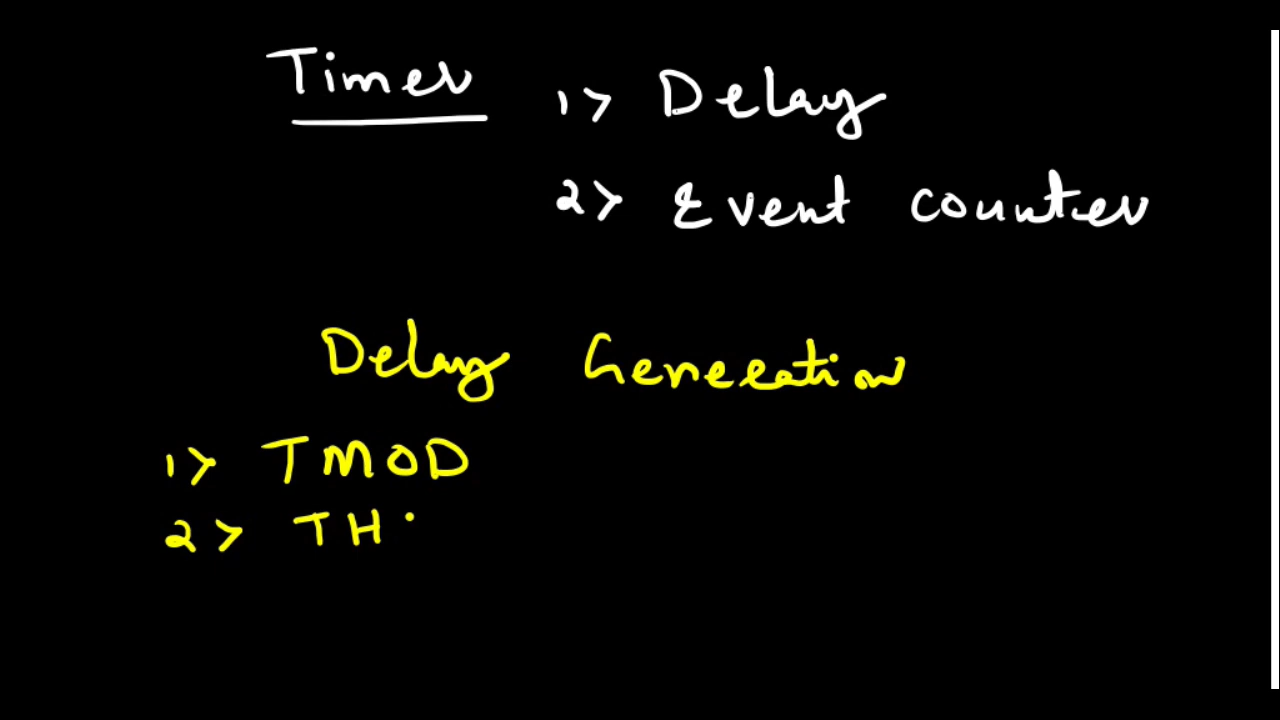 Timer 1> Delay
2> Event counter
Delay Generation
1> TMOD
2> TH